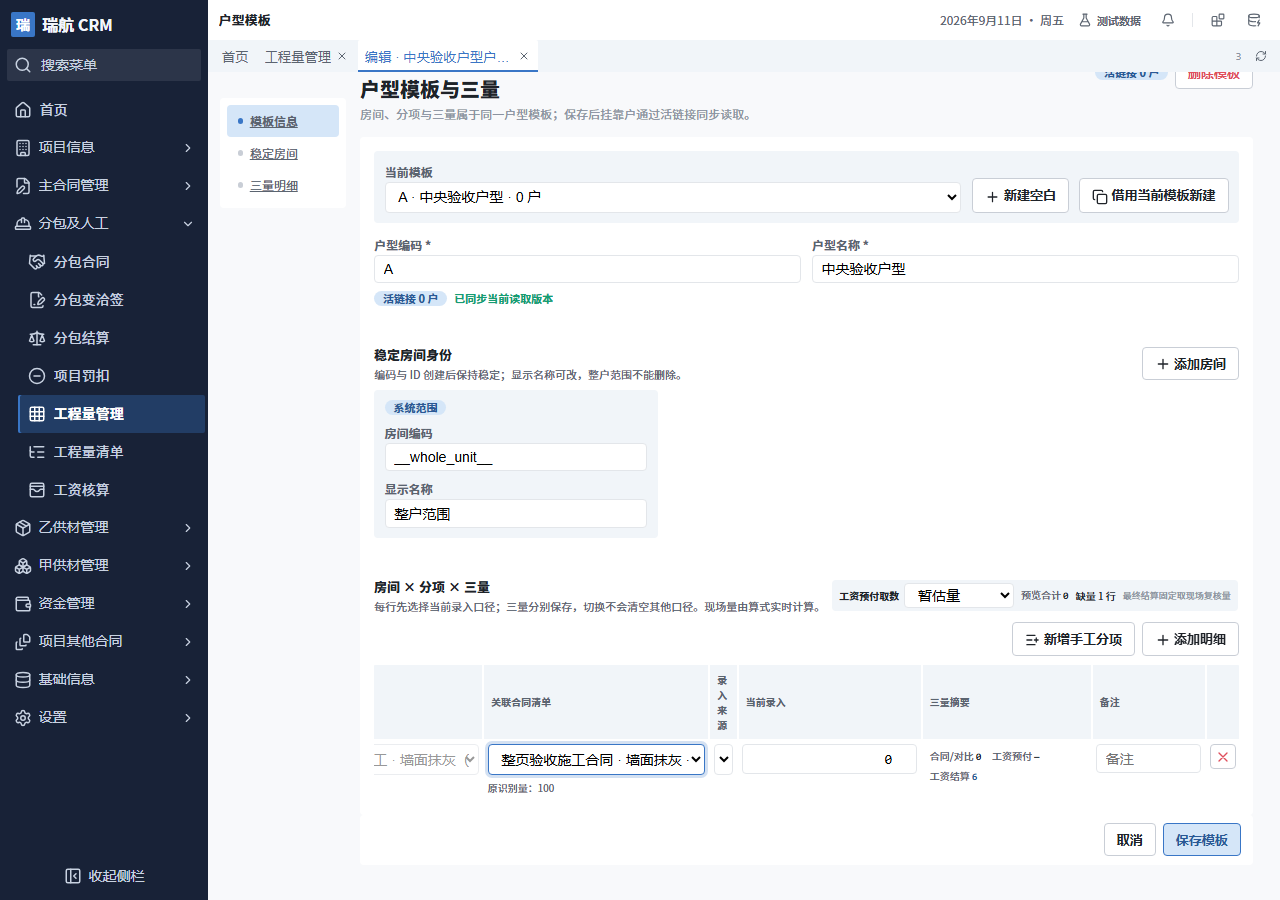 瑞 瑞航 CRM
搜索菜单
首页
项目信息
主合同管理
分包及人工
分包合同
分包变洽签
分包结算
项目罚扣
工程量管理
工程量清单
工资核算
乙供材管理
甲供材管理
资金管理
项目其他合同
基础信息
设置
收起侧栏
户型模板
2026年9月11日 · 周五 测试数据
首页 工程量管理 编辑 · 中央验收户型户... 3
模板信息
稳定房间
三量明细
户型模板与三量
活链接 0 户 删除模板
房间、分项与三量属于同一户型模板；保存后挂靠户通过活链接同步读取。
当前模板
A · 中央验收户型 · 0 户 新建空白 借用当前模板新建
户型编码 * 户型名称 *
A 中央验收户型
活链接 0 户 已同步当前读取版本
稳定房间身份
编码与 ID 创建后保持稳定；显示名称可改，整户范围不能删除。
添加房间
系统范围
房间编码
__whole_unit__
显示名称
整户范围
房间 × 分项 × 三量
每行先选择当前录入口径；三量分别保存，切换不会清空其他口径。现场量由算式实时计算。
工资预付取数 暂估量 预览合计 0 缺量 1 行 最终结算固定取现场复核量
新增手工分项 添加明细
关联合同清单 录入来源 当前录入 三量摘要 备注
工 · 墙面抹灰 整页验收施工合同 · 墙面抹灰 · 0 合同/对比 0 工资预付 – 备注
工资结算 6
原识别量：100
取消 保存模板